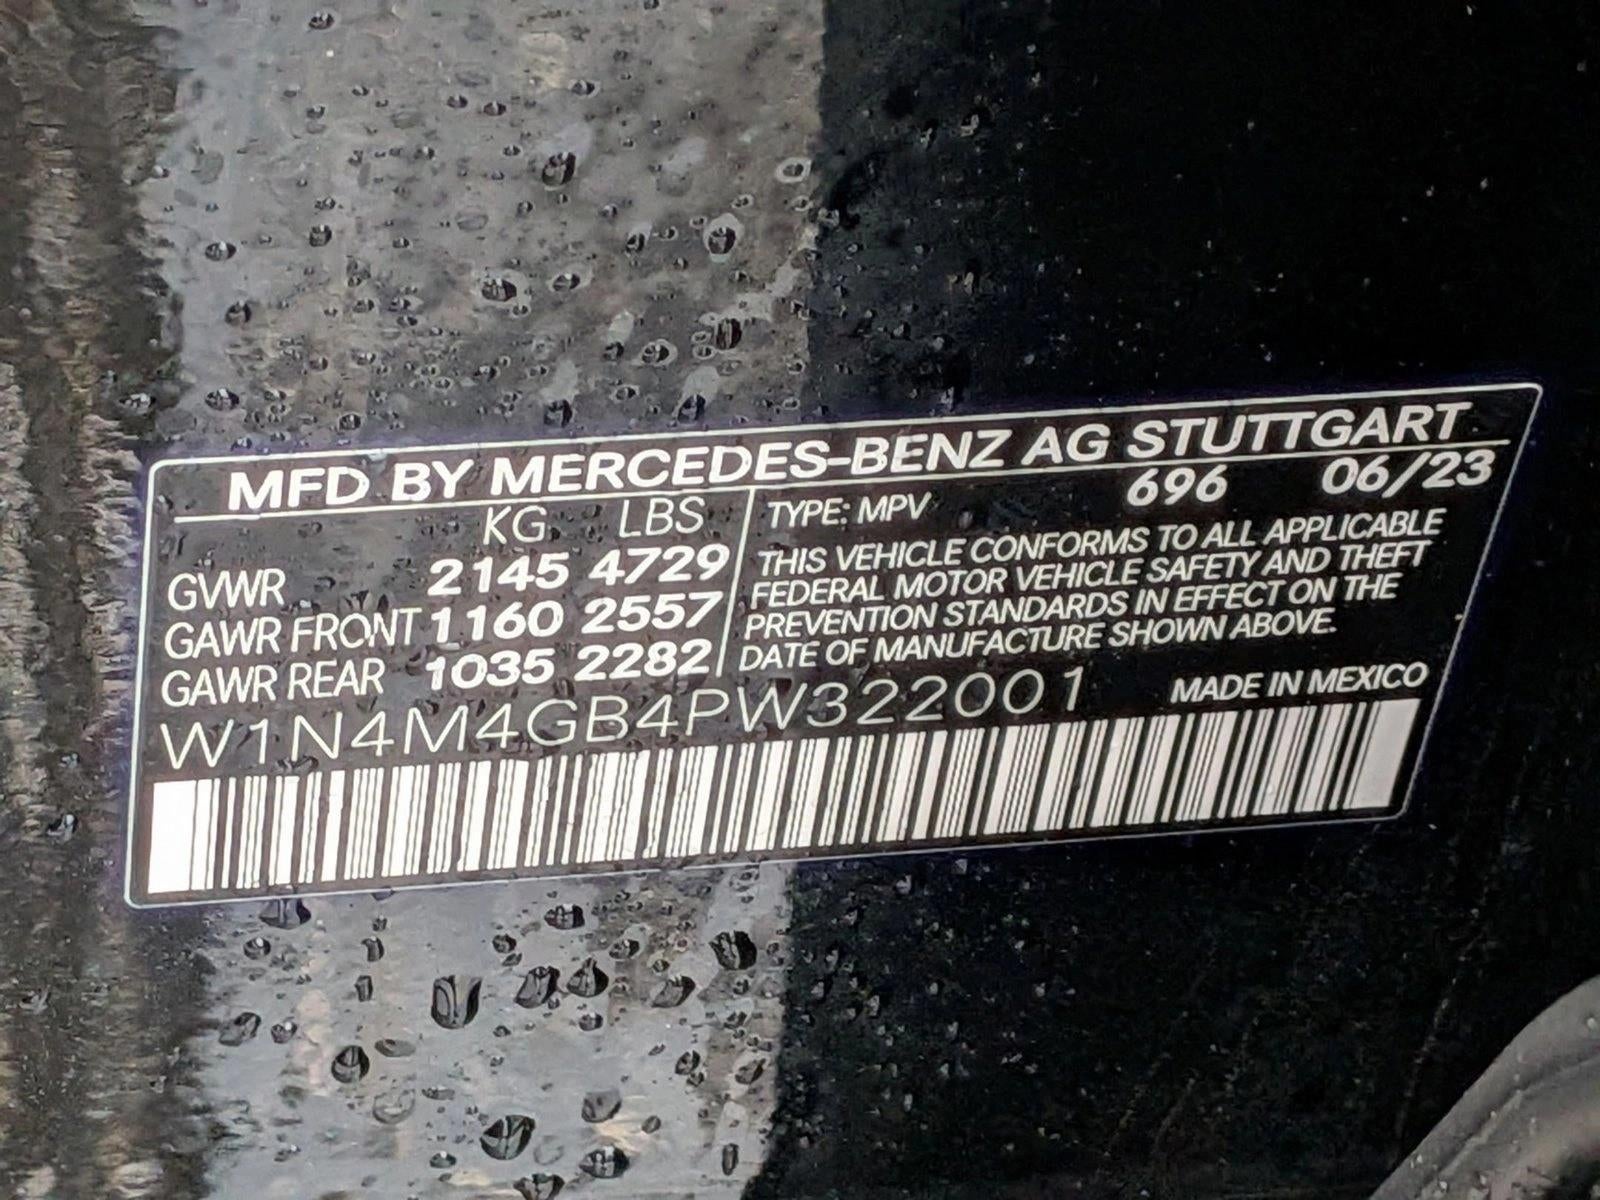 MFD BY MERCEDES-BENZ AG STUTTGART
KG LBS
GVWR 2145 4729
GAWR FRONT 1160 2557
GAWR REAR 1035 2282
TYPE: MPV 696 06/23
THIS VEHICLE CONFORMS TO ALL APPLICABLE
FEDERAL MOTOR VEHICLE SAFETY AND THEFT
PREVENTION STANDARDS IN EFFECT ON THE
DATE OF MANUFACTURE SHOWN ABOVE.
W1N4M4GB4PW322001 MADE IN MEXICO